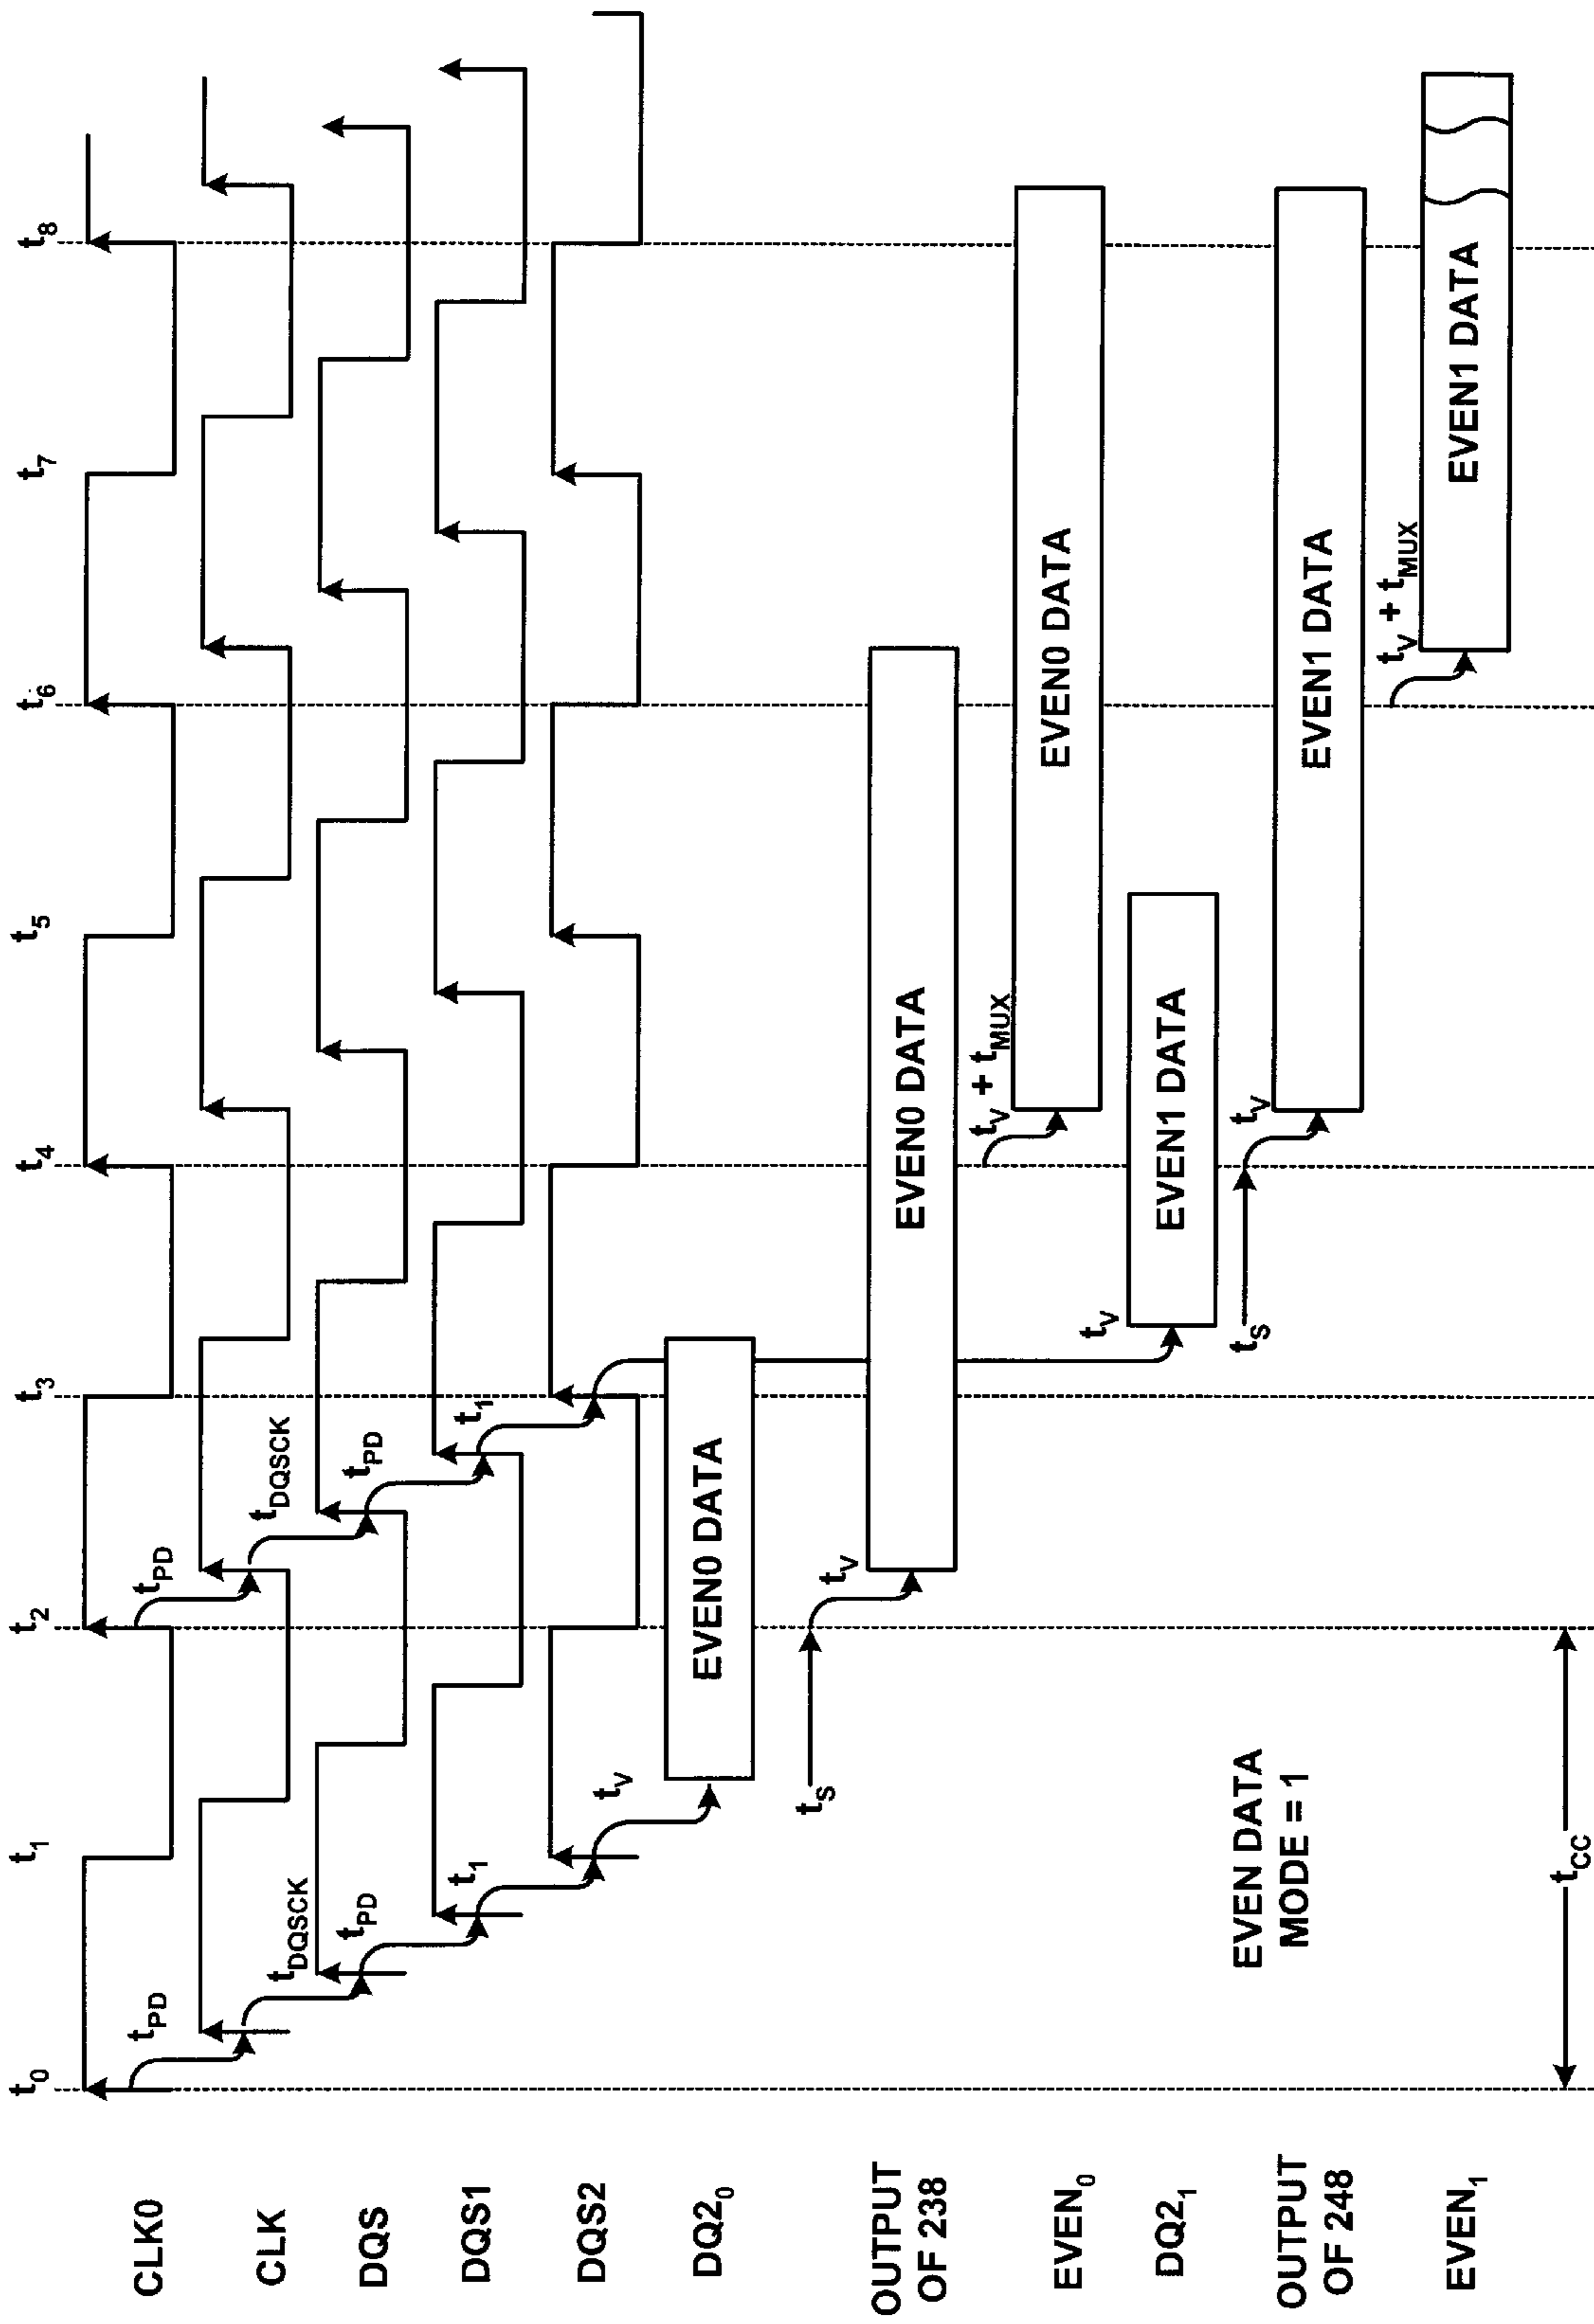 t0 t1 t2 t3 t4 t5 t6 t7 t8
CLK0
tPD
tPD
CLK
tDQSCK
tDQSCK
DQS
tPD
tPD
DQS1
t1
t1
DQS2
tV
DQ20
EVEN0 DATA
tS
tV
OUTPUT
OF 238
EVEN0 DATA
tV + tMUX
EVEN0
EVEN0 DATA
tV
DQ21
EVEN1 DATA
tS
tV
OUTPUT
OF 248
EVEN1 DATA
tV + tMUX
EVEN1
EVEN1 DATA
EVEN DATA
MODE = 1
tCC